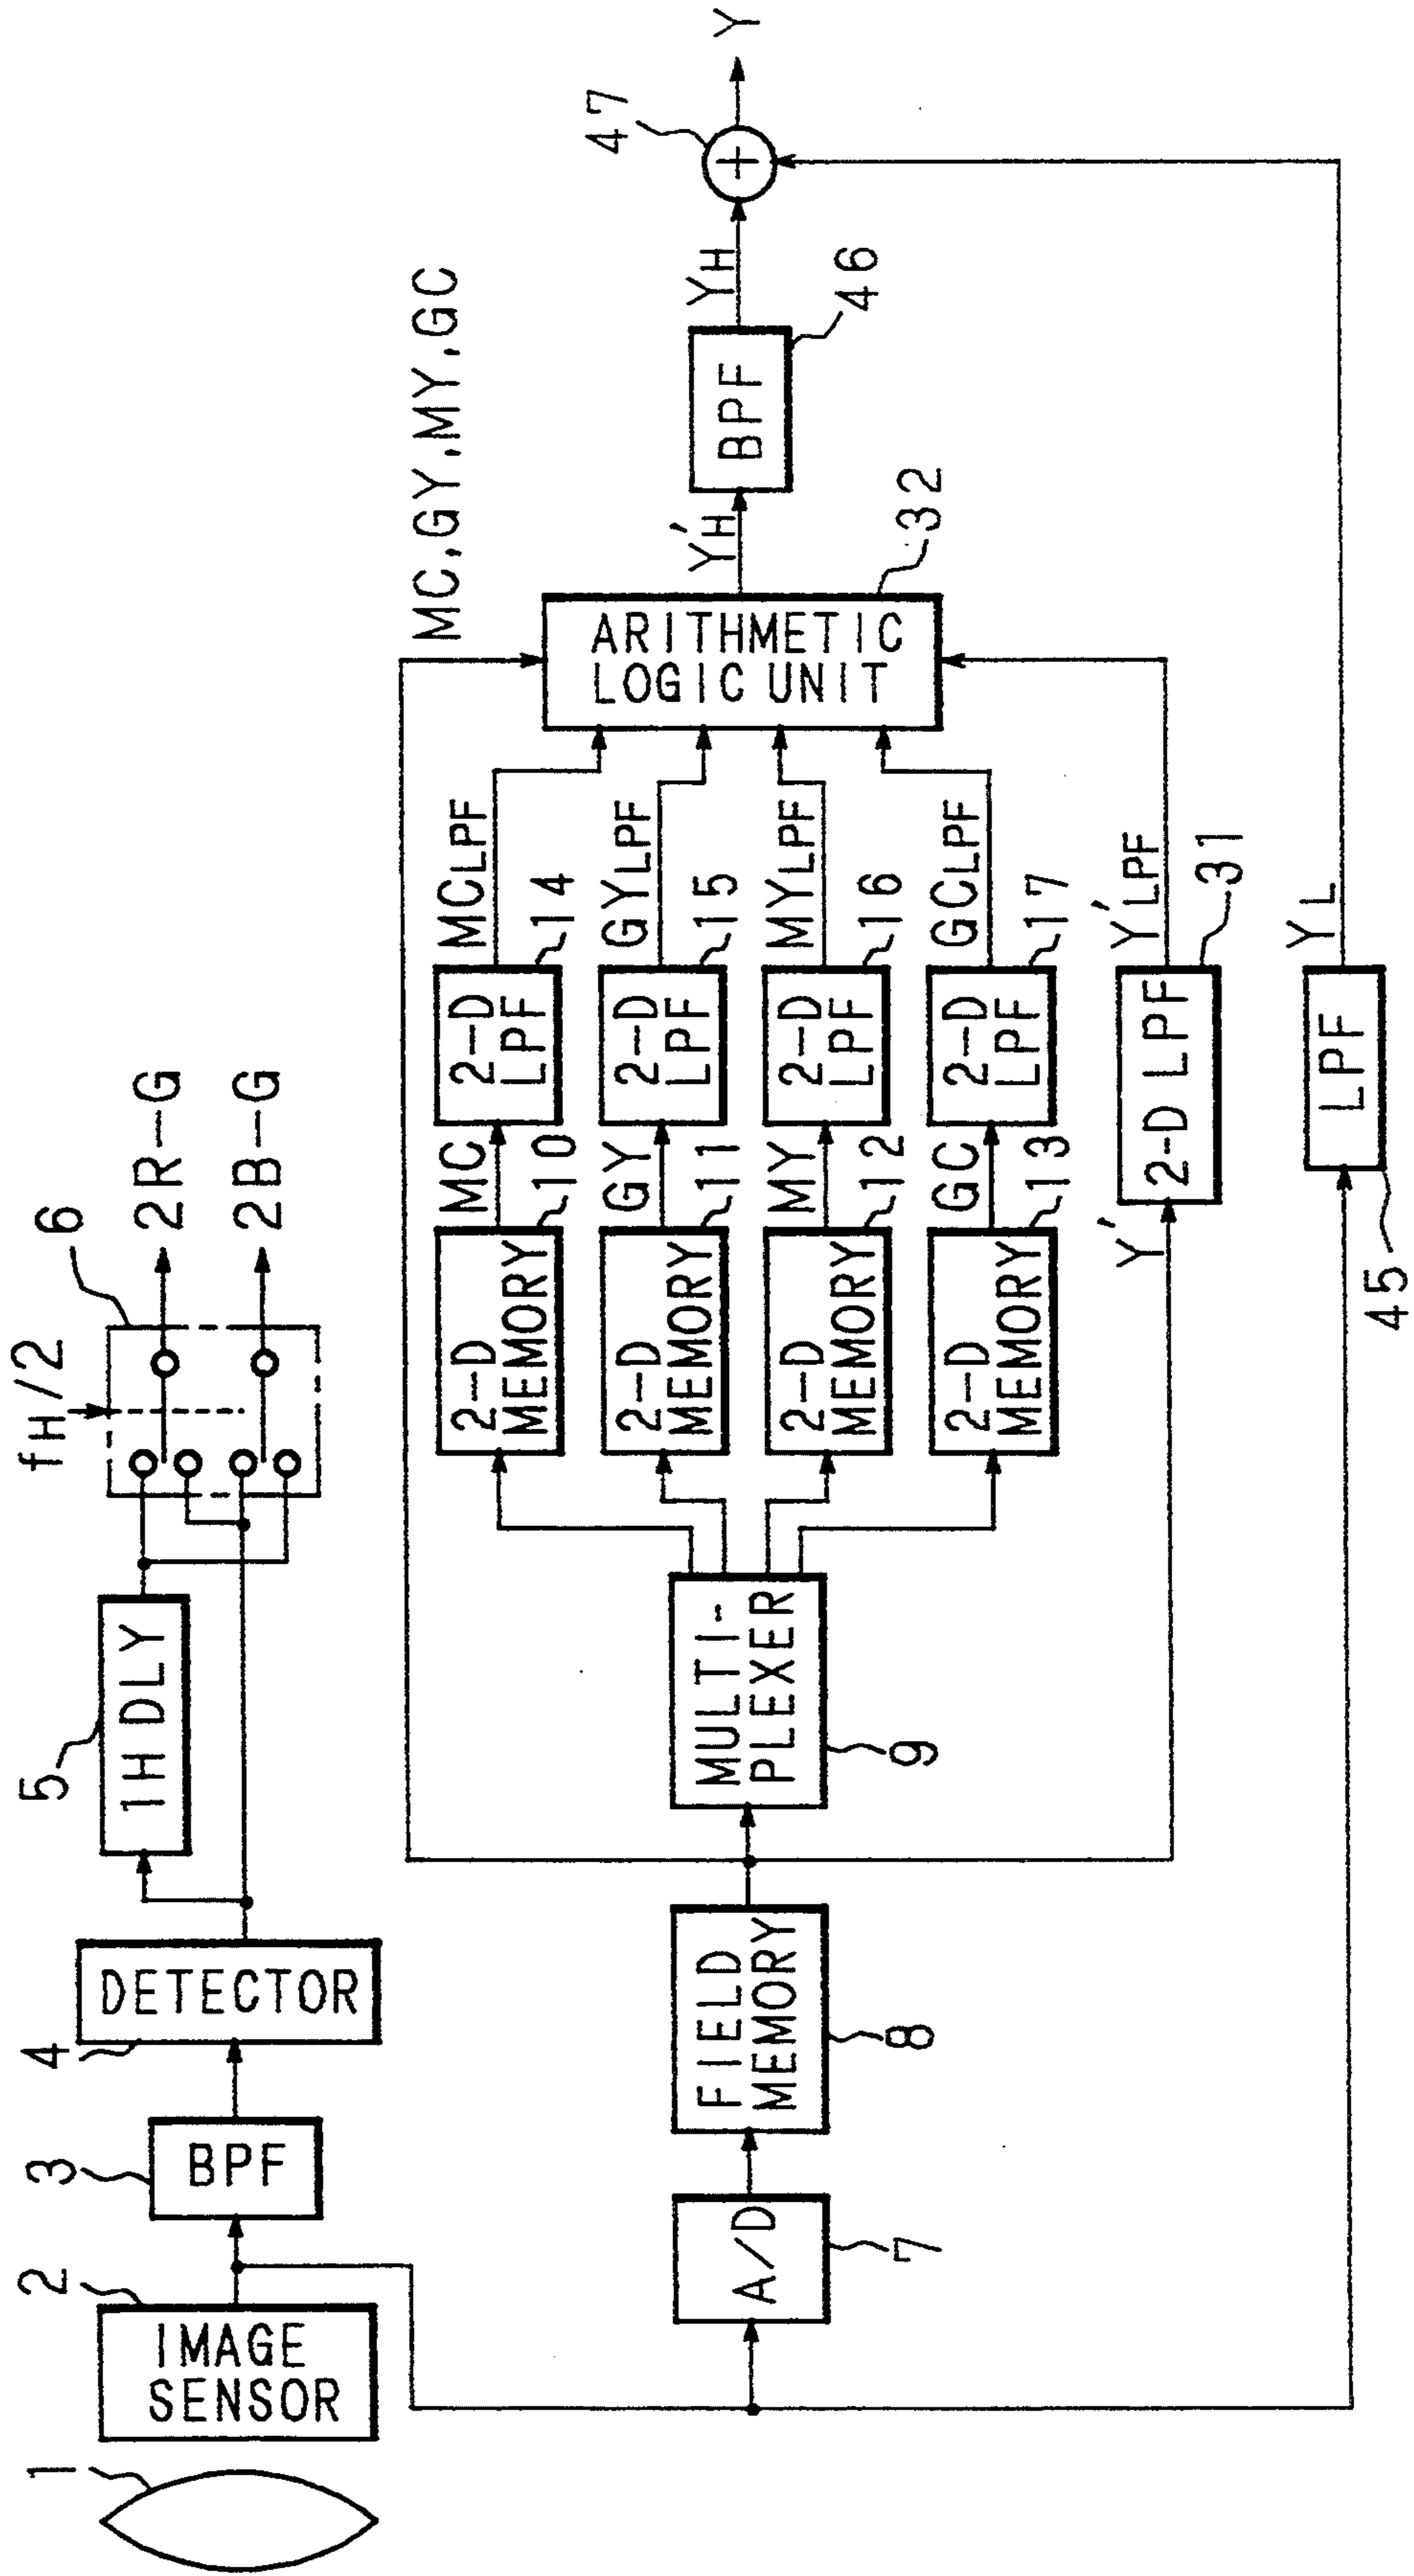 1
2
IMAGE
SENSOR
3
BPF
4
DETECTOR
5
1H DLY
fH/2
6
2R-G
2B-G
7
A/D
8
FIELD
MEMORY
9
MULTI-
PLEXER
2-D
MEMORY
10
MC
2-D
LPF
14
MCLPF
2-D
MEMORY
11
GY
2-D
LPF
15
GYLPF
2-D
MEMORY
12
MY
2-D
LPF
16
MYLPF
2-D
MEMORY
13
GC
2-D
LPF
17
GCLPF
Y'
2-D LPF
31
Y'LPF
MC,GY,MY,GC
ARITHMETIC
LOGIC UNIT
32
YH'
BPF
46
YH
47
+
Y
45
LPF
YL